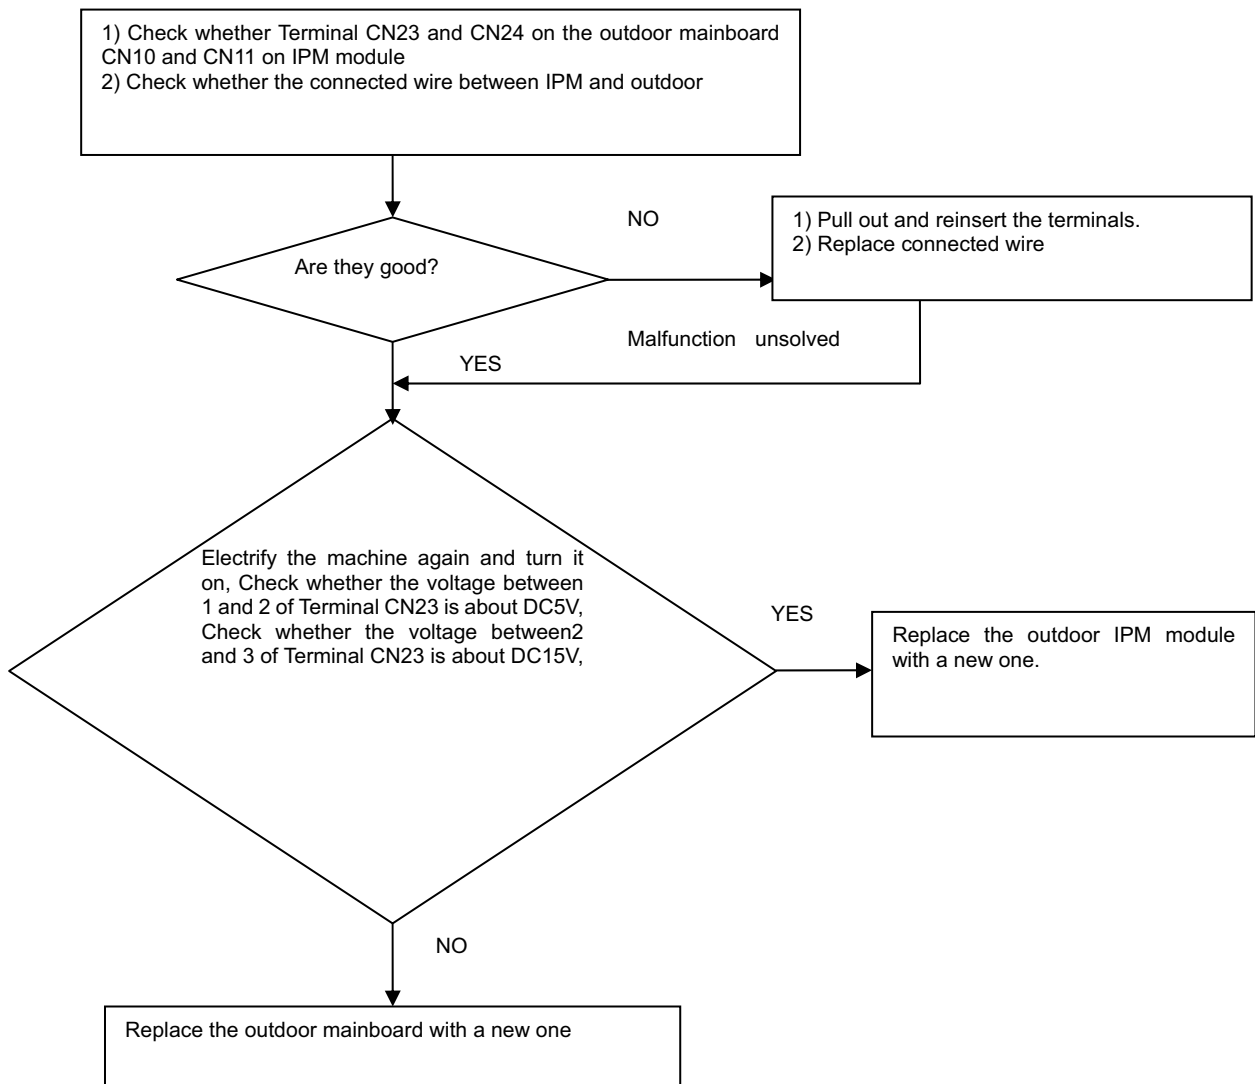 1) Check whether Terminal CN23 and CN24 on the outdoor mainboard
CN10 and CN11 on IPM module
2) Check whether the connected wire between IPM and outdoor
NO
1) Pull out and reinsert the terminals.
2) Replace connected wire
Are they good?
Malfunction unsolved
YES
Electrify the machine again and turn it
on, Check whether the voltage between
1 and 2 of Terminal CN23 is about DC5V,
Check whether the voltage between2
and 3 of Terminal CN23 is about DC15V,
YES
Replace the outdoor IPM module
with a new one.
NO
Replace the outdoor mainboard with a new one